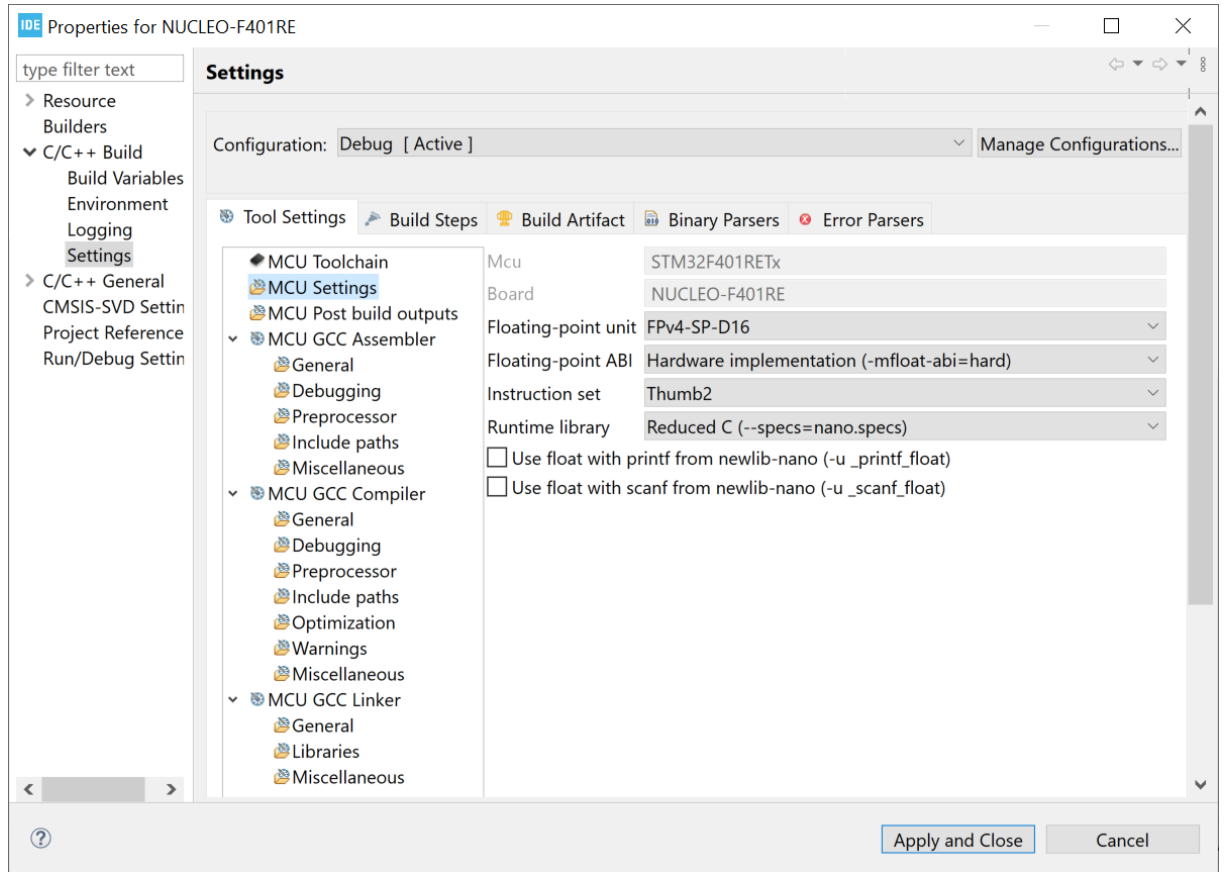 IDE Properties for NUCLEO-F401RE
type filter text
Resource
Builders
C/C++ Build
Build Variables
Environment
Logging
Settings
C/C++ General
CMSIS-SVD Settin
Project Reference
Run/Debug Settin
Settings
Configuration: Debug [ Active ] Manage Configurations...
Tool Settings Build Steps Build Artifact Binary Parsers Error Parsers
MCU Toolchain
MCU Settings
MCU Post build outputs
MCU GCC Assembler
General
Debugging
Preprocessor
Include paths
Miscellaneous
MCU GCC Compiler
General
Debugging
Preprocessor
Include paths
Optimization
Warnings
Miscellaneous
MCU GCC Linker
General
Libraries
Miscellaneous
Mcu STM32F401RETx
Board NUCLEO-F401RE
Floating-point unit FPv4-SP-D16
Floating-point ABI Hardware implementation (-mfloat-abi=hard)
Instruction set Thumb2
Runtime library Reduced C (--specs=nano.specs)
Use float with printf from newlib-nano (-u _printf_float)
Use float with scanf from newlib-nano (-u _scanf_float)
? Apply and Close Cancel